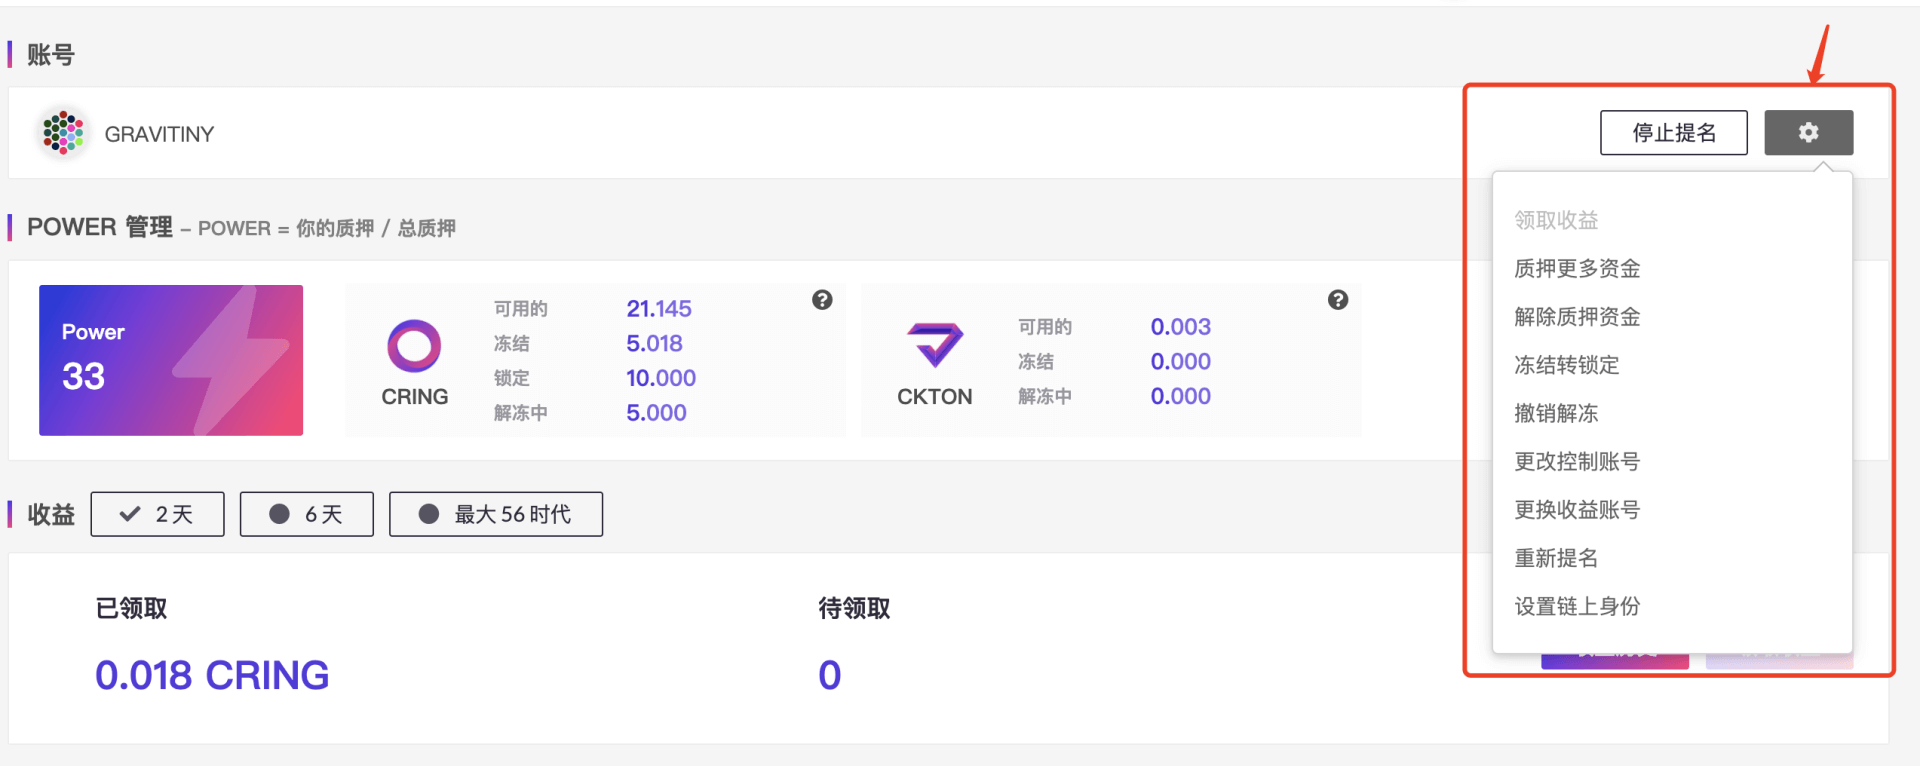 账号
GRAVITINY
停止提名
POWER 管理 – POWER = 你的质押 / 总质押
Power
33
CRING
可用的 21.145
冻结 5.018
锁定 10.000
解冻中 5.000
CKTON
可用的 0.003
冻结 0.000
解冻中 0.000
领取收益
质押更多资金
解除质押资金
冻结转锁定
撤销解冻
更改控制账号
更换收益账号
重新提名
设置链上身份
收益
2 天
6 天
最大 56 时代
已领取
0.018 CRING
待领取
0